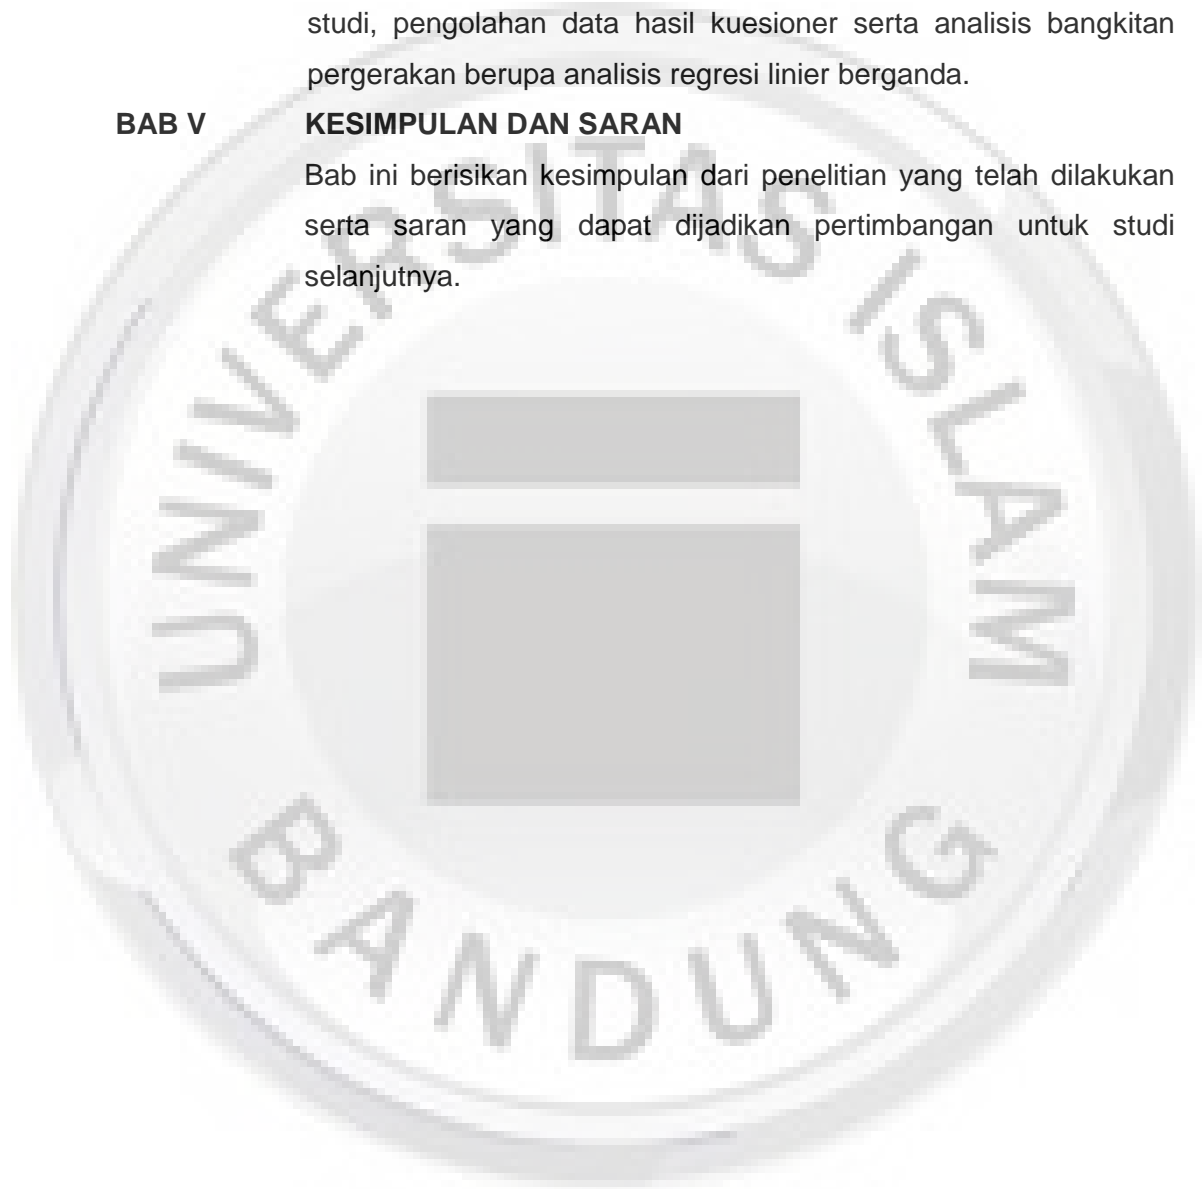 studi, pengolahan data hasil kuesioner serta analisis bangkitan
pergerakan berupa analisis regresi linier berganda.
BAB V KESIMPULAN DAN SARAN
Bab ini berisikan kesimpulan dari penelitian yang telah dilakukan
serta saran yang dapat dijadikan pertimbangan untuk studi
selanjutnya.
UNIVERSITAS ISLAM
BANDUNG